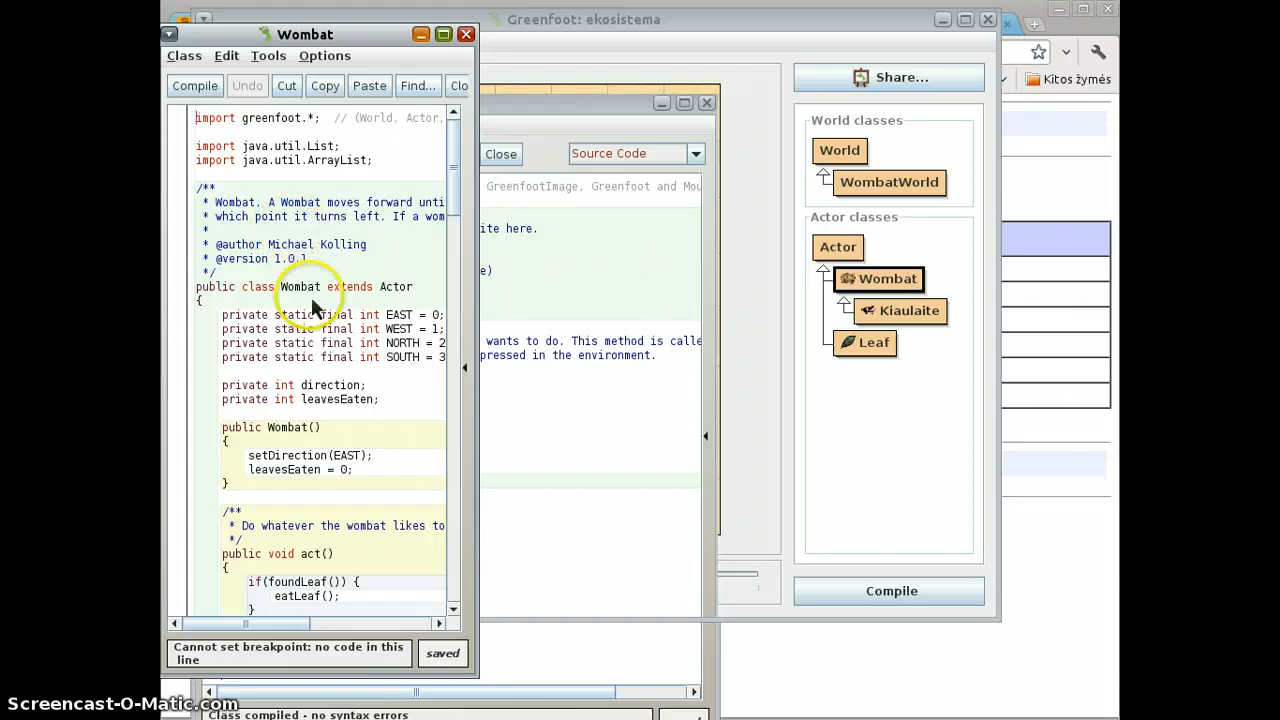 Greenfoot: ekosistema
Wombat
Class Edit Tools Options
Compile Undo Cut Copy Paste Find... Clo
import greenfoot.*;  // (World, Actor,
import java.util.List;
import java.util.ArrayList;
/**
* Wombat. A Wombat moves forward unti
* which point it turns left. If a wom
*
* @author Michael Kolling
* @version 1.0.1
*/
public class Wombat extends Actor
{
private static final int EAST = 0;
private static final int WEST = 1;
private static final int NORTH = 2
private static final int SOUTH = 3
private int direction;
private int leavesEaten;
public Wombat()
{
setDirection(EAST);
leavesEaten = 0;
}
/**
* Do whatever the wombat likes to
*/
public void act()
{
if(foundLeaf()) {
eatLeaf();
}
Cannot set breakpoint: no code in this
line
saved
Close Source Code
GreenfootImage, Greenfoot and Mou
ite here.
e)
wants to do. This method is calle
pressed in the environment.
Class compiled - no syntax errors
Share...
World classes
World
WombatWorld
Actor classes
Actor
Wombat
Kiaulaite
Leaf
Compile
Kitos žymės
Screencast-O-Matic.com